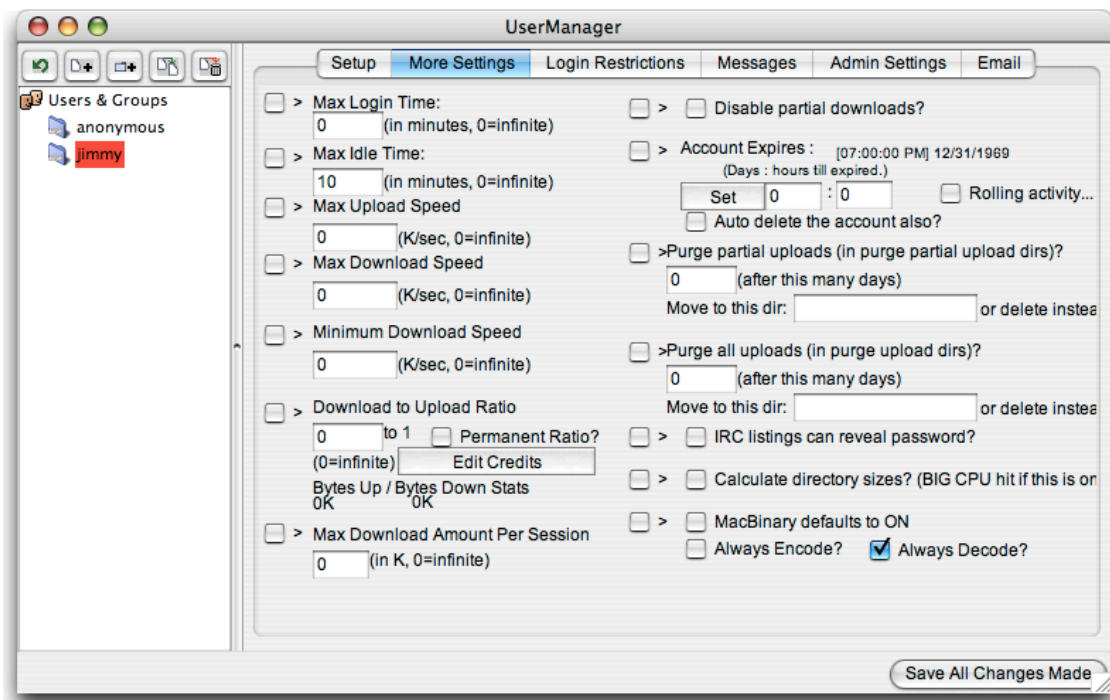 UserManager
Setup More Settings Login Restrictions Messages Admin Settings Email
Users & Groups
anonymous
jimmy
> Max Login Time:
0 (in minutes, 0=infinite)
> Max Idle Time:
10 (in minutes, 0=infinite)
> Max Upload Speed
0 (K/sec, 0=infinite)
> Max Download Speed
0 (K/sec, 0=infinite)
> Minimum Download Speed
0 (K/sec, 0=infinite)
> Download to Upload Ratio
0 to 1 Permanent Ratio?
(0=infinite) Edit Credits
Bytes Up / Bytes Down Stats
0K 0K
> Max Download Amount Per Session
0 (in K, 0=infinite)
> Disable partial downloads?
> Account Expires : [07:00:00 PM] 12/31/1969
(Days : hours till expired.)
Set 0 : 0 Rolling activity...
Auto delete the account also?
>Purge partial uploads (in purge partial upload dirs)?
0 (after this many days)
Move to this dir: or delete instea
>Purge all uploads (in purge upload dirs)?
0 (after this many days)
Move to this dir: or delete instea
> IRC listings can reveal password?
> Calculate directory sizes? (BIG CPU hit if this is on
> MacBinary defaults to ON
Always Encode? Always Decode?
Save All Changes Made